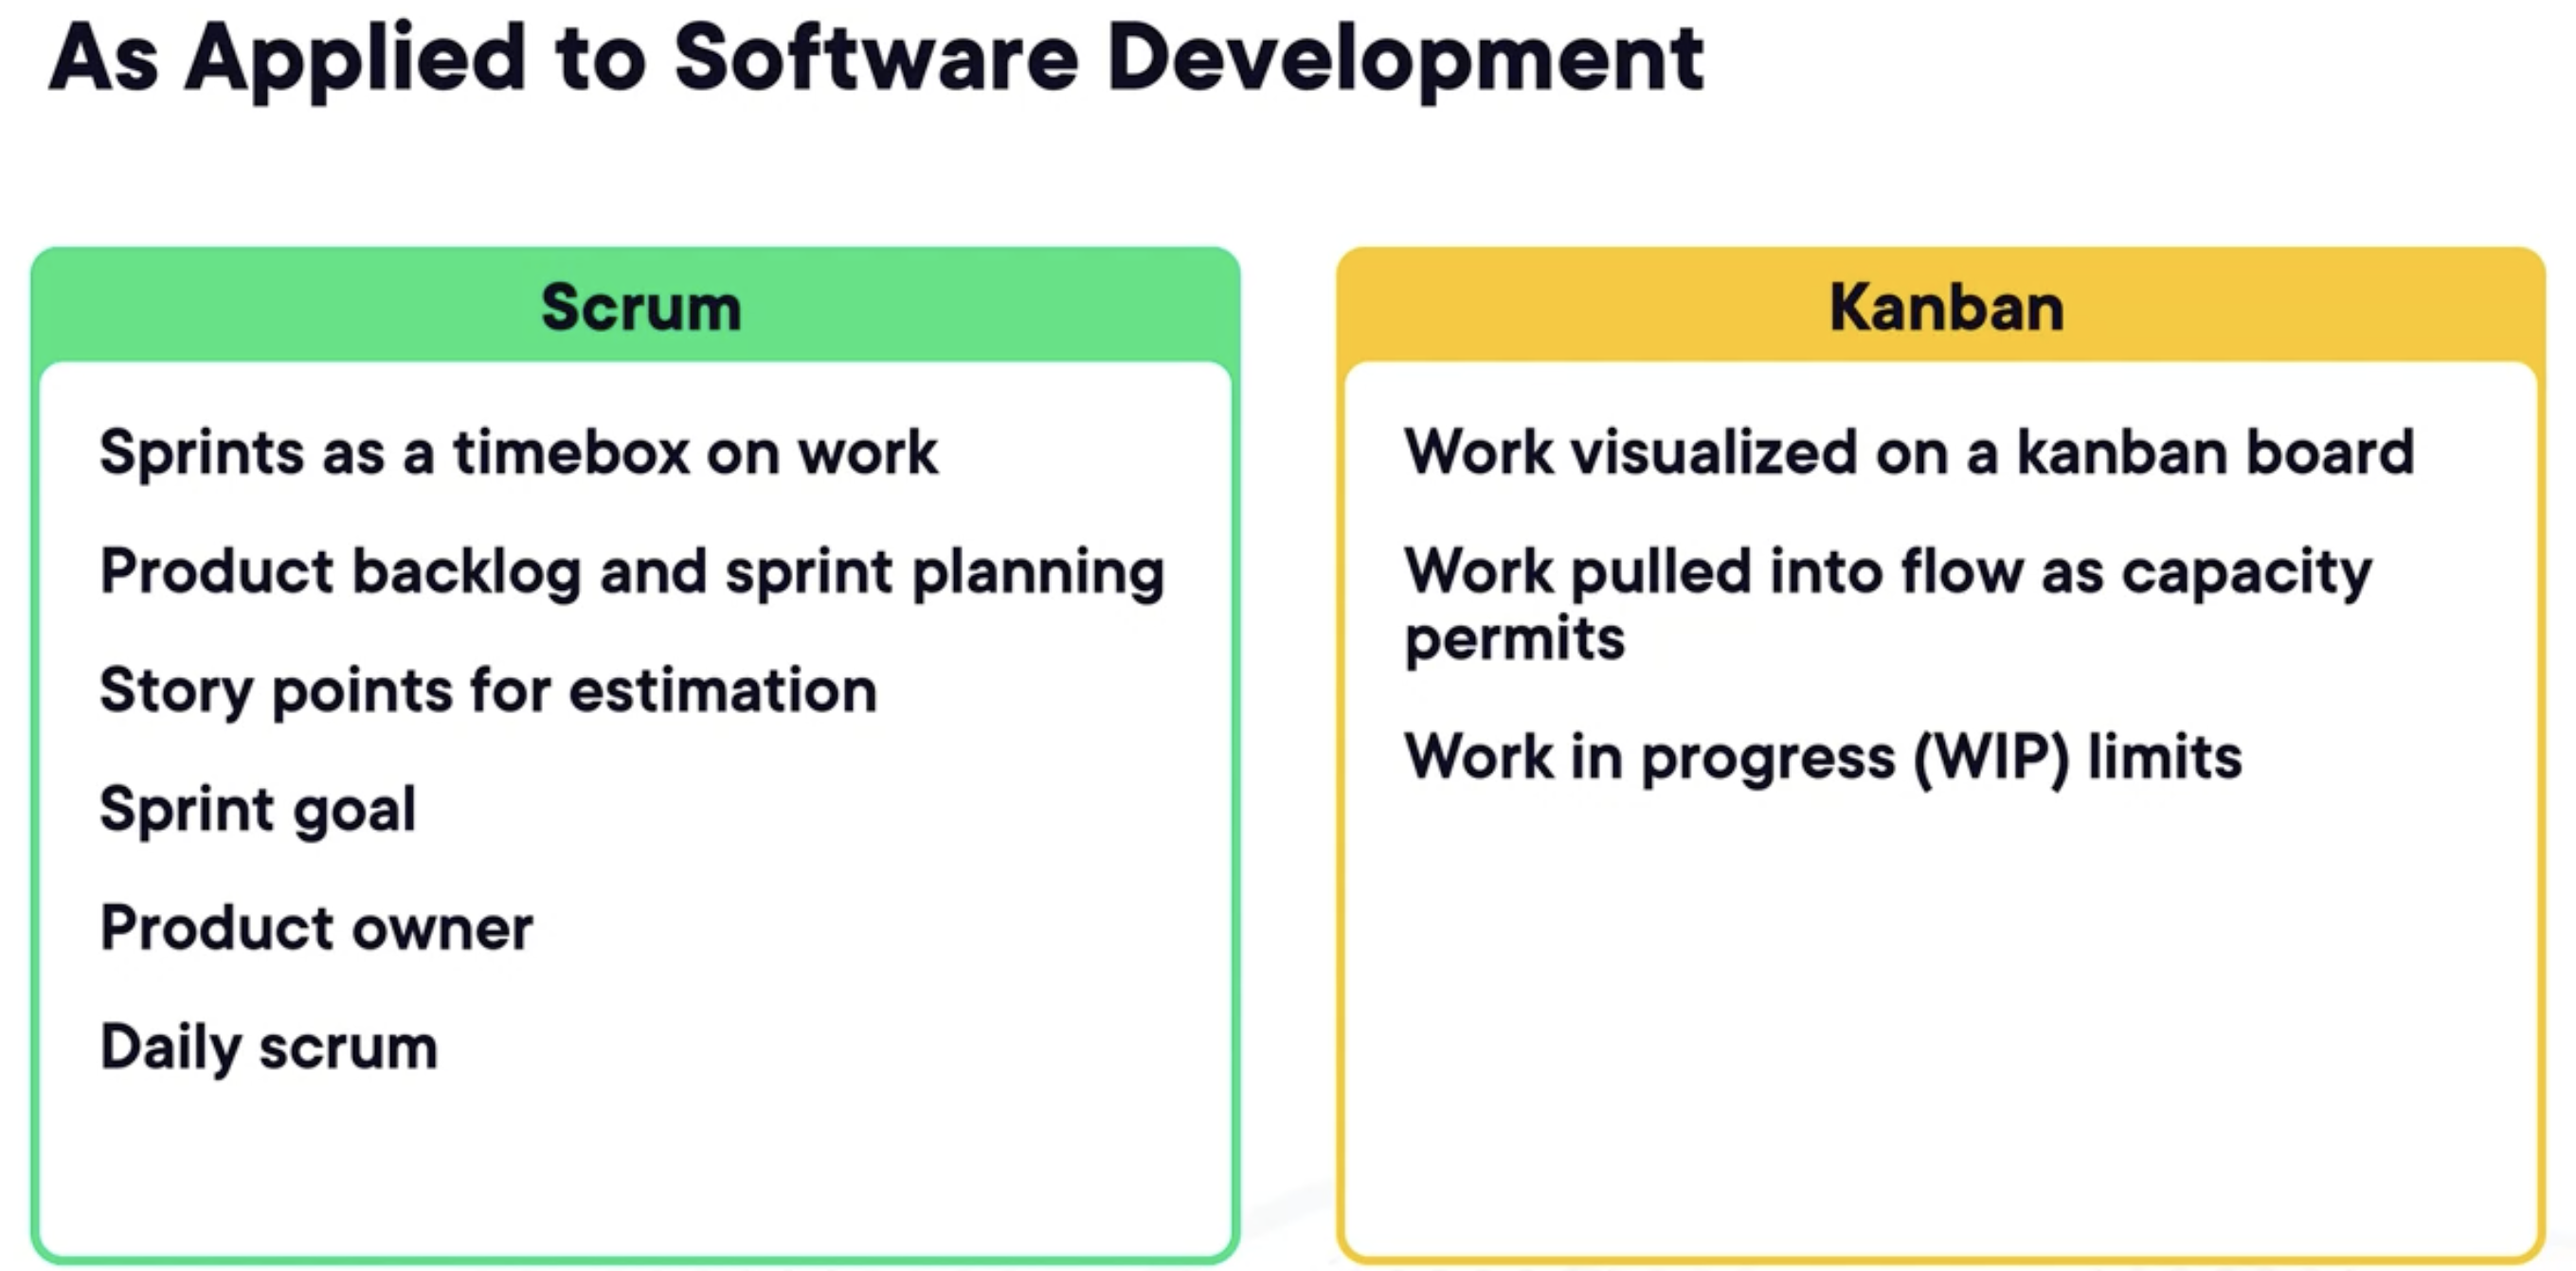 As Applied to Software Development
Scrum
Sprints as a timebox on work
Product backlog and sprint planning
Story points for estimation
Sprint goal
Product owner
Daily scrum
Kanban
Work visualized on a kanban board
Work pulled into flow as capacity
permits
Work in progress (WIP) limits